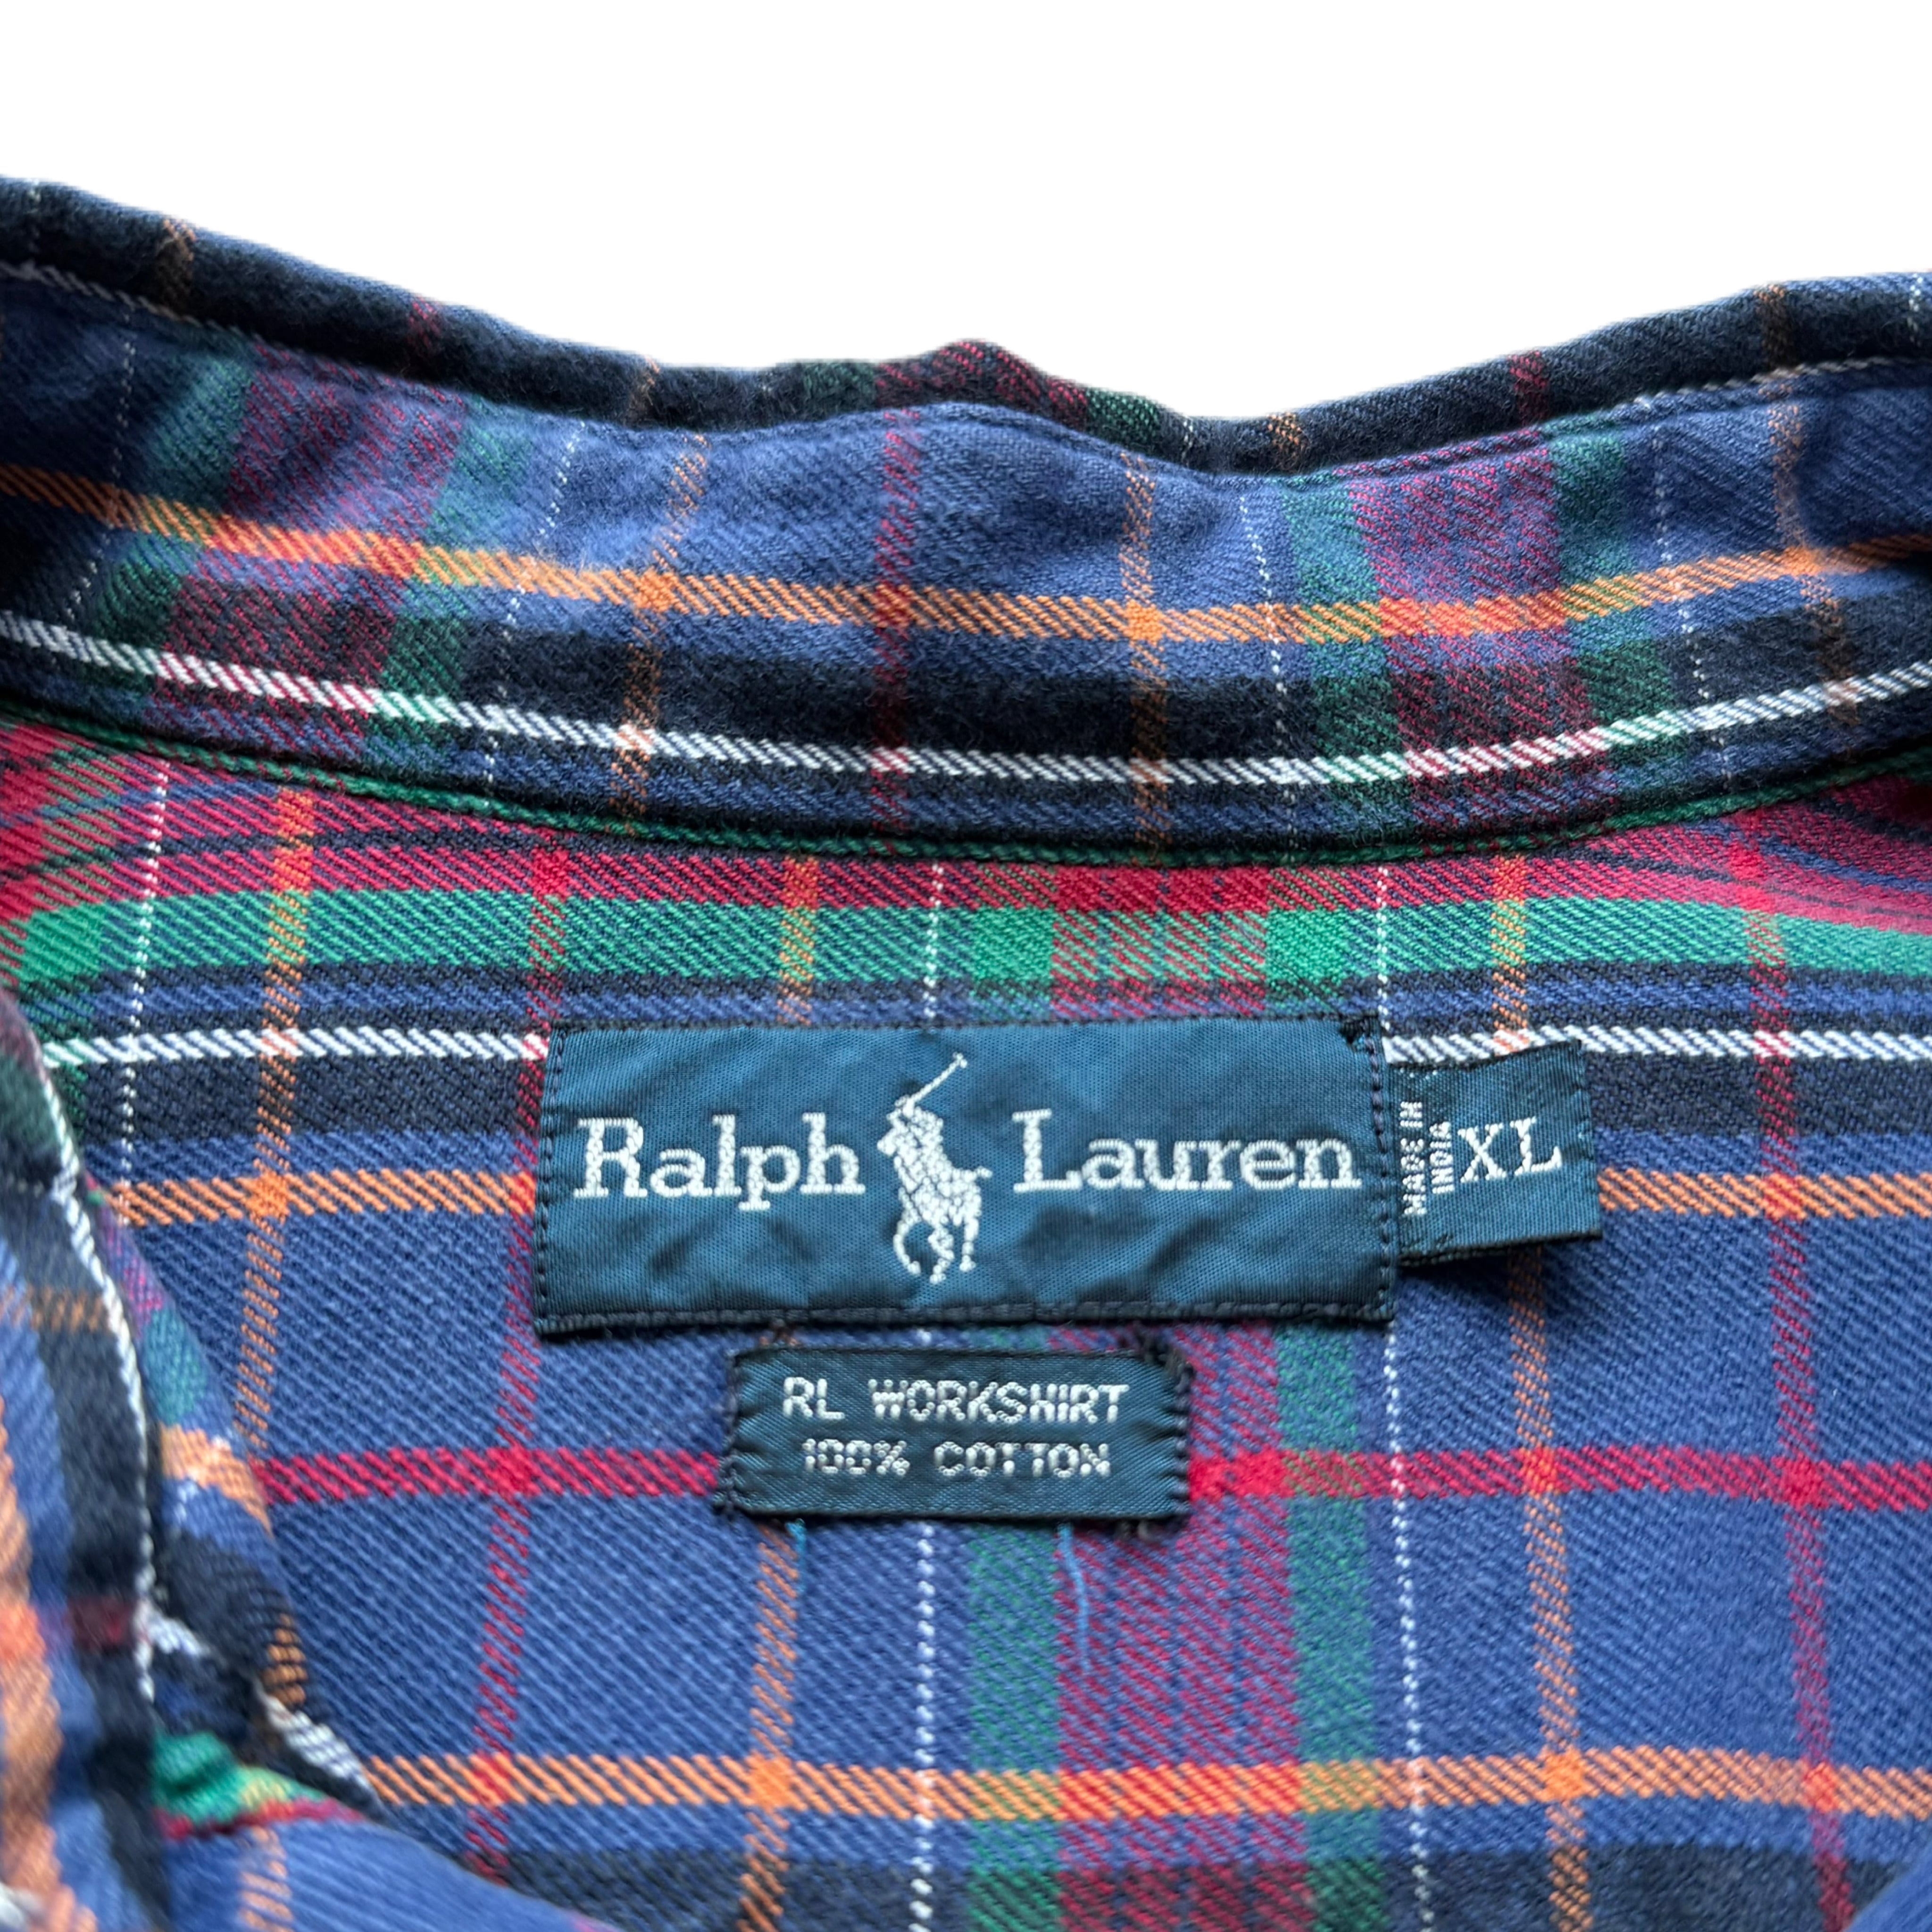 Ralph Lauren
MADE IN
INDIA
XL
RL WORKSHIRT
100% COTTON